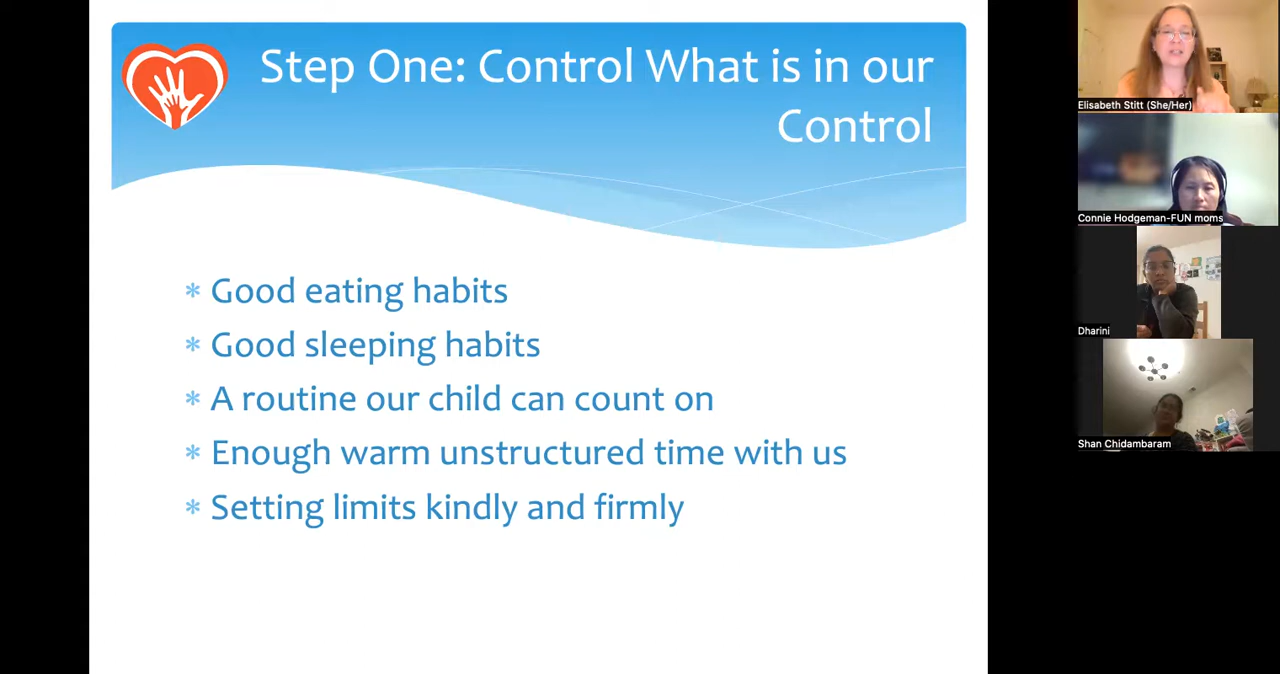 Step One: Control What is in our
Control
* Good eating habits
* Good sleeping habits
* A routine our child can count on
* Enough warm unstructured time with us
* Setting limits kindly and firmly
Elisabeth Stitt (She/Her)
Connie Hodgeman-FUN moms
Dharini
Shan Chidambaram